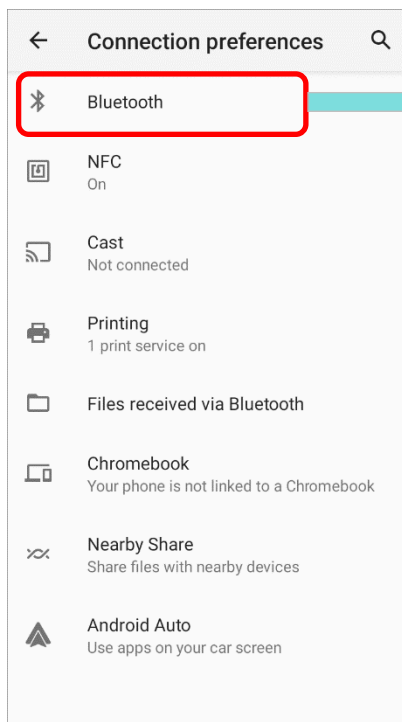 Connection preferences
Bluetooth
NFC
On
Cast
Not connected
Printing
1 print service on
Files received via Bluetooth
Chromebook
Your phone is not linked to a Chromebook
Nearby Share
Share files with nearby devices
Android Auto
Use apps on your car screen